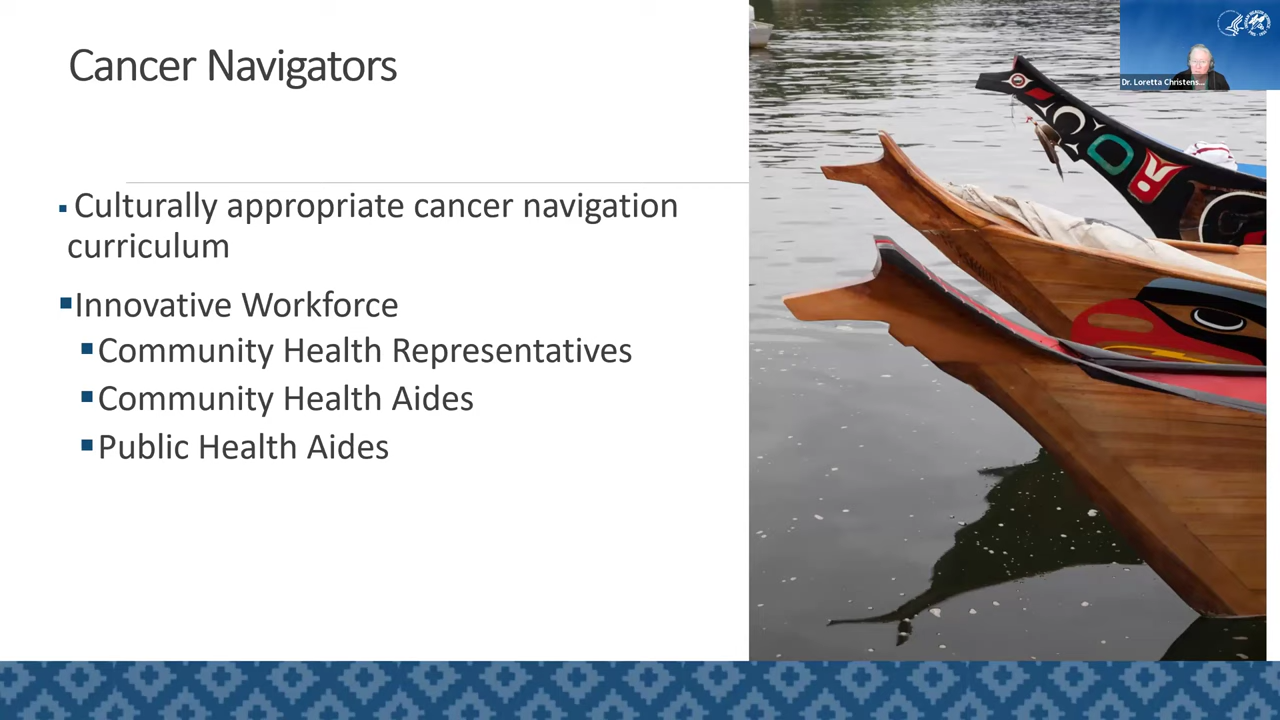 Cancer Navigators
Dr. Loretta Christens...
▪ Culturally appropriate cancer navigation
curriculum
▪Innovative Workforce
▪Community Health Representatives
▪Community Health Aides
▪Public Health Aides